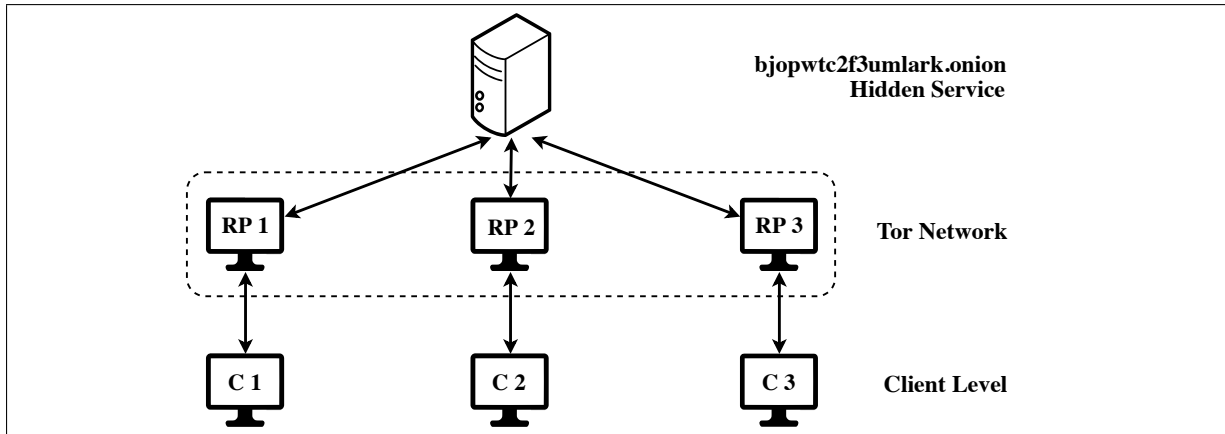 bjopwtc2f3umlark.onion
Hidden Service
RP 1
RP 2
RP 3
Tor Network
C 1
C 2
C 3
Client Level